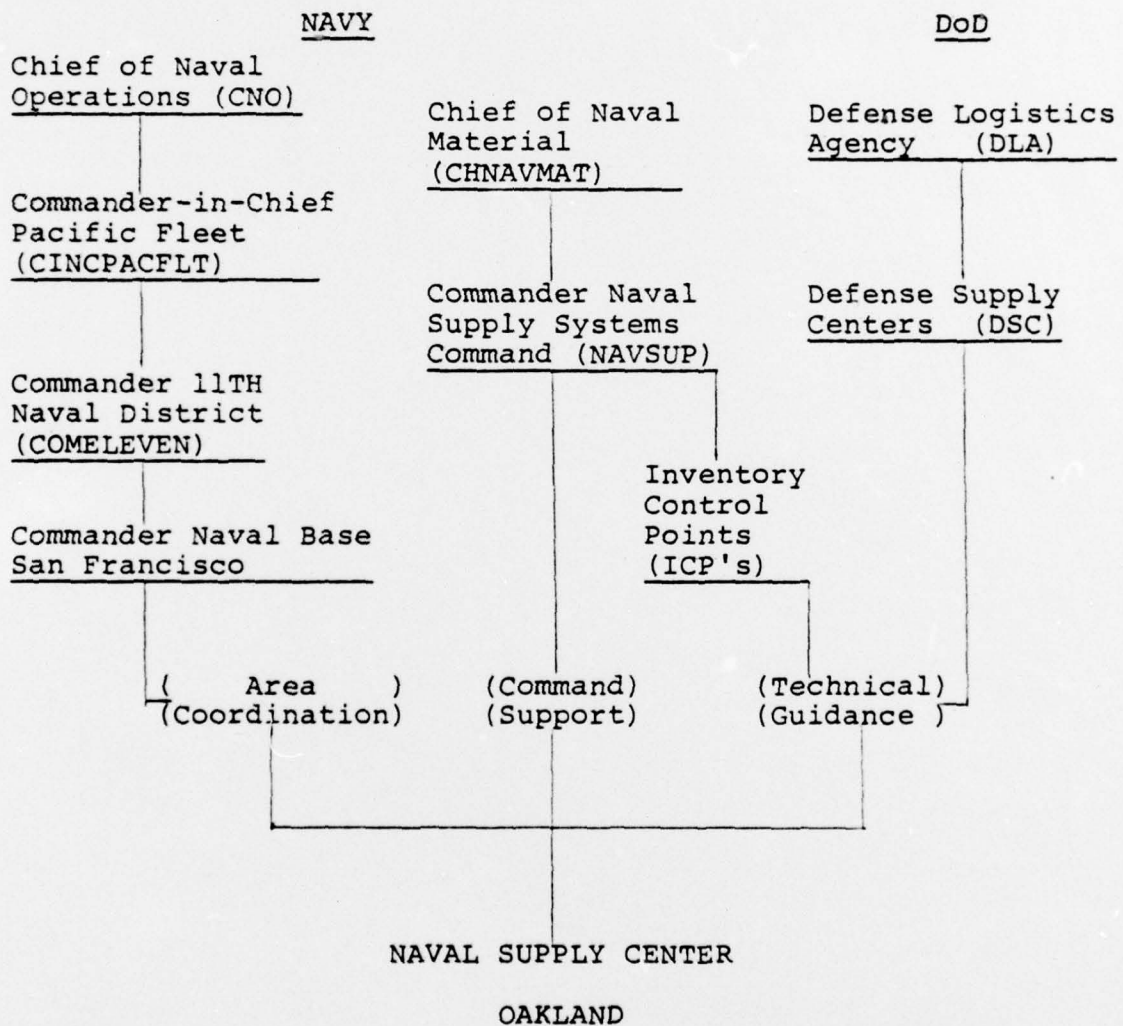 NAVY
DoD
Chief of Naval
Operations (CNO)
Chief of Naval
Material
(CHNAVMAT)
Defense Logistics
Agency (DLA)
Commander-in-Chief
Pacific Fleet
(CINCPACFLT)
Commander Naval
Supply Systems
Command (NAVSUP)
Defense Supply
Centers (DSC)
Commander 11TH
Naval District
(COMELEVEN)
Inventory
Control
Points
(ICP's)
Commander Naval Base
San Francisco
( Area )
(Coordination)
(Command)
(Support)
(Technical)
(Guidance )
NAVAL SUPPLY CENTER
OAKLAND